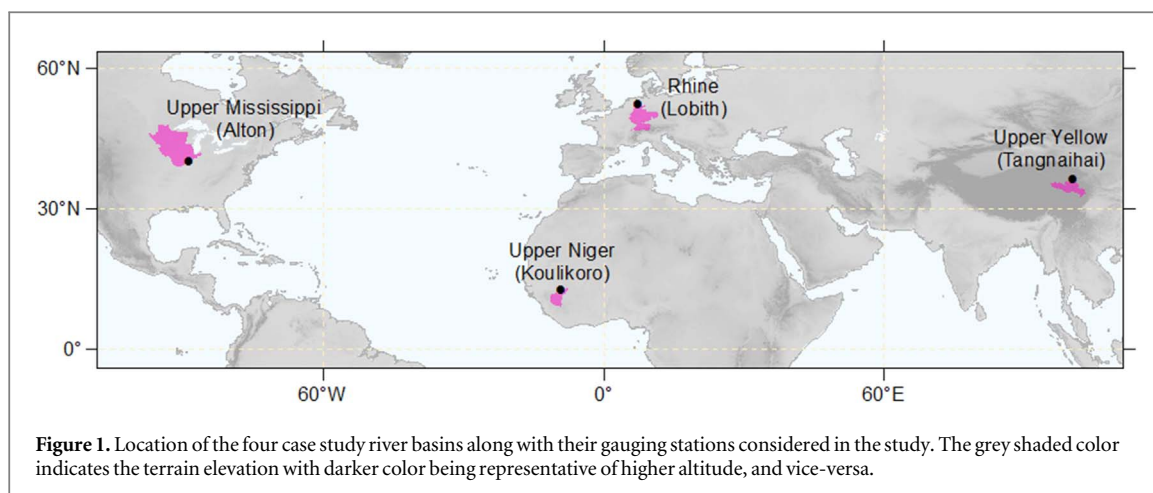 60°N
Upper Mississippi
(Alton)
Rhine
(Lobith)
Upper Yellow
(Tangnaihai)
30°N
Upper Niger
(Koulikoro)
0°
60°W
0°
60°E
Figure 1. Location of the four case study river basins along with their gauging stations considered in the study. The grey shaded color
indicates the terrain elevation with darker color being representative of higher altitude, and vice-versa.